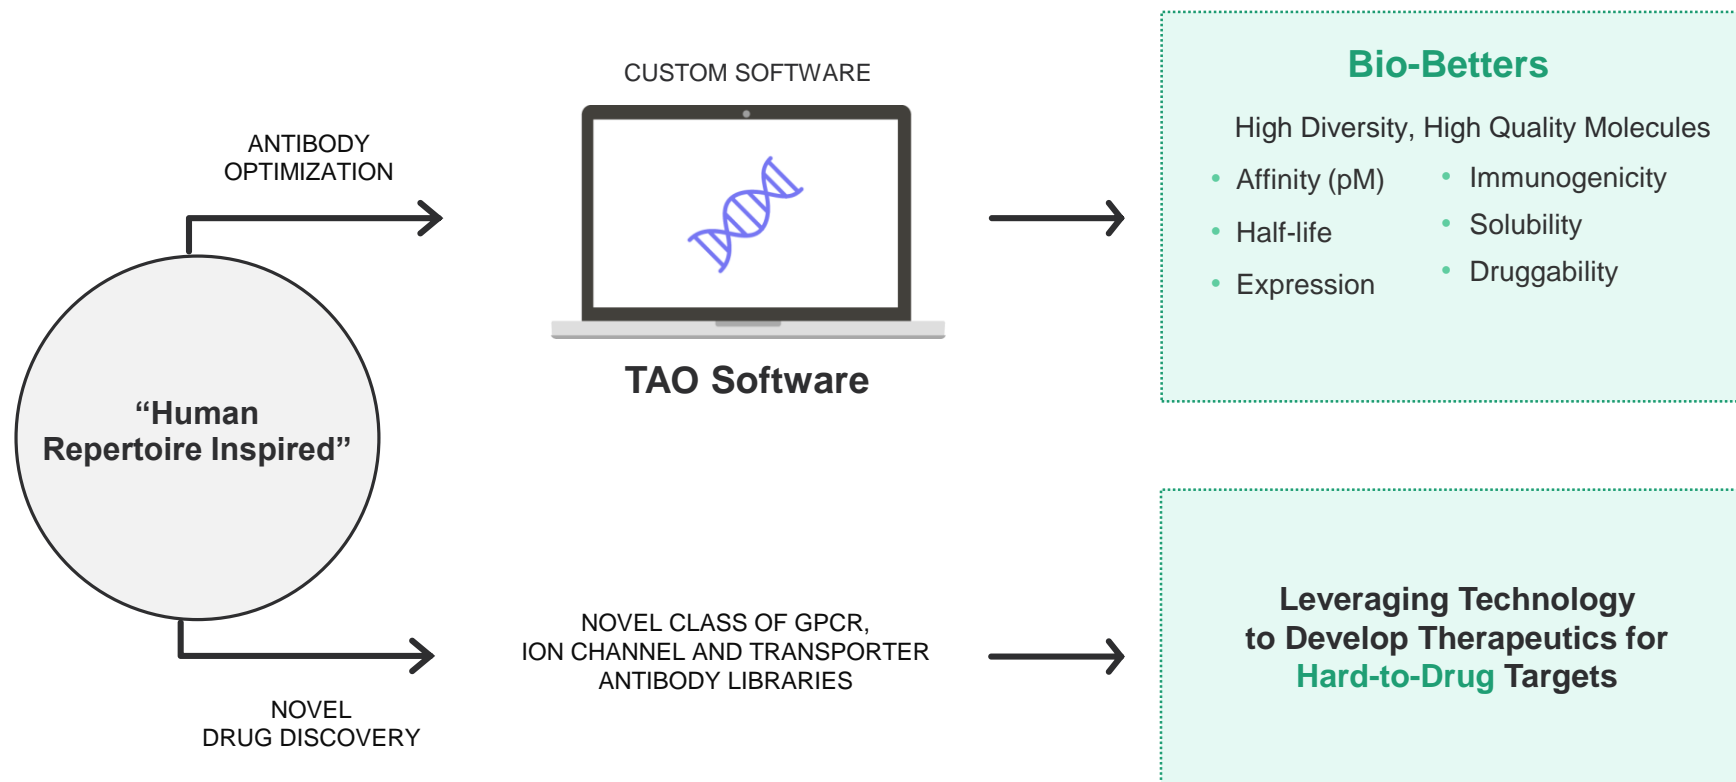 CUSTOM SOFTWARE
ANTIBODY
OPTIMIZATION
TAO Software
Bio-Betters
High Diversity, High Quality Molecules
• Affinity (pM)
• Half-life
• Expression
• Immunogenicity
• Solubility
• Druggability
“Human
Repertoire Inspired”
NOVEL
DRUG DISCOVERY
NOVEL CLASS OF GPCR,
ION CHANNEL AND TRANSPORTER
ANTIBODY LIBRARIES
Leveraging Technology
to Develop Therapeutics for
Hard-to-Drug Targets